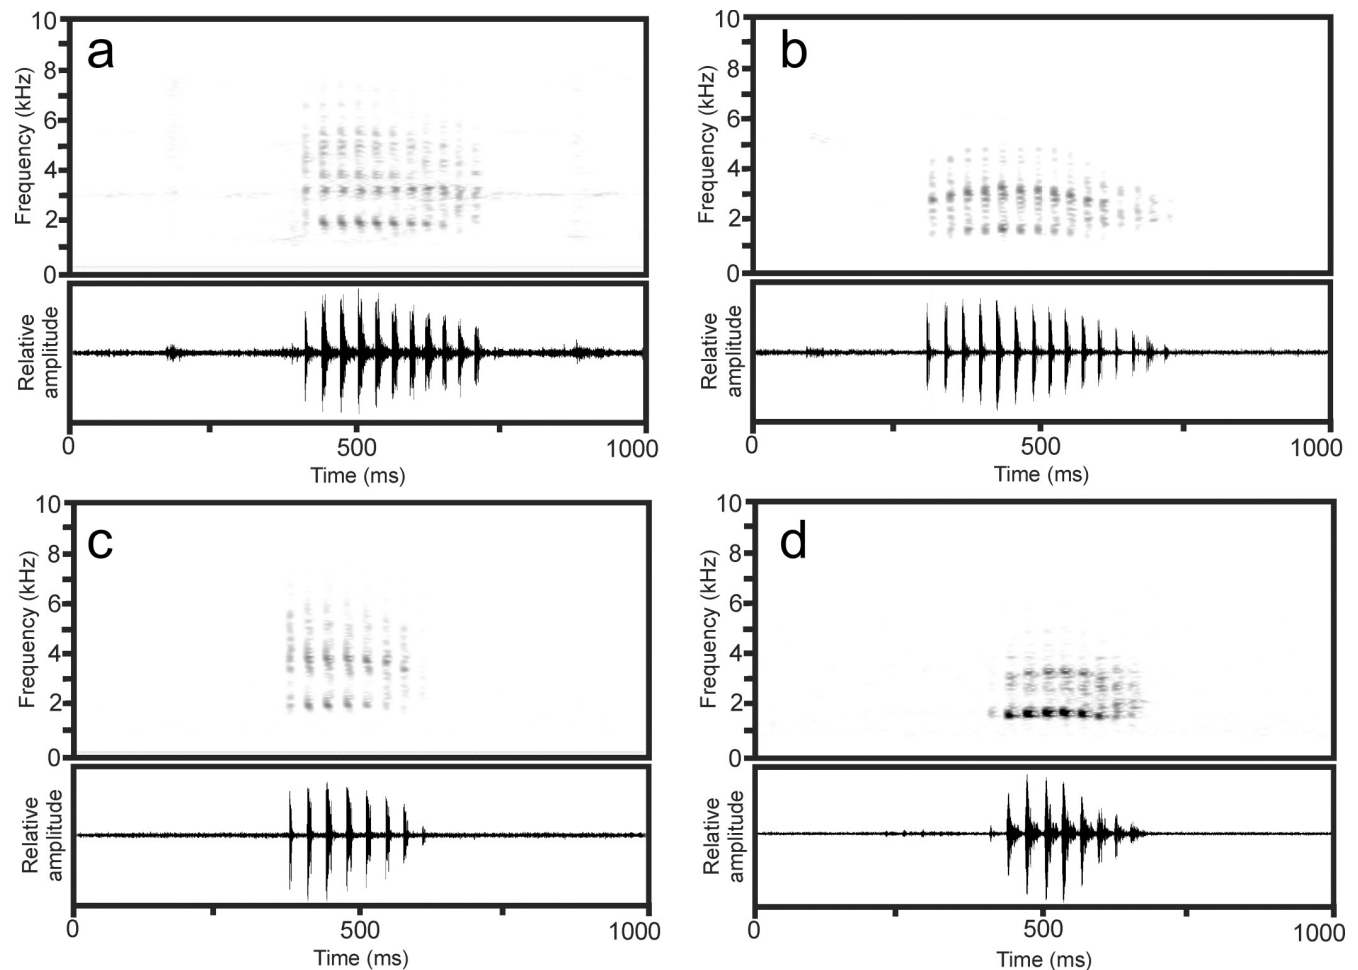 a
10
8
6
4
2
0
Frequency (kHz)
Relative
amplitude
0
500
1000
Time (ms)
b
10
8
6
4
2
0
Frequency (kHz)
Relative
amplitude
0
500
1000
Time (ms)
c
10
8
6
4
2
0
Frequency (kHz)
Relative
amplitude
0
500
1000
Time (ms)
d
10
8
6
4
2
0
Frequency (kHz)
Relative
amplitude
0
500
1000
Time (ms)